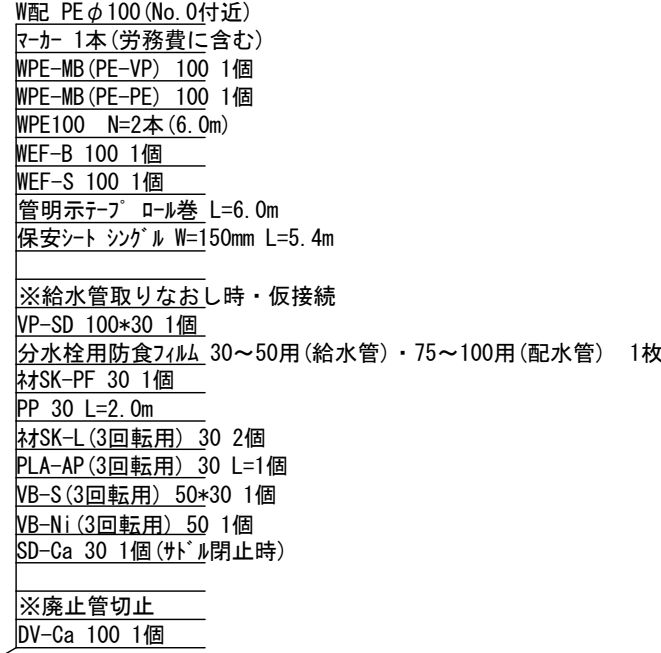 W配 PEφ100(No.0付近)
ﾏｰｶｰ 1本(労務費に含む)
WPE-MB(PE-VP) 100 1個
WPE-MB(PE-PE) 100 1個
WPE100 N=2本(6.0m)
WEF-B 100 1個
WEF-S 100 1個
管明示ﾃｰﾌﾟ ﾛｰﾙ巻 L=6.0m
保安ｼｰﾄ ｼﾝｸﾞﾙ W=150mm L=5.4m
※給水管取りなおし時・仮接続
VP-SD 100*30 1個
分水栓用防食ﾌｨﾙﾑ 30～50用(給水管)・75～100用(配水管) 1枚
ﾈｵSK-PF 30 1個
PP 30 L=2.0m
ﾈｵSK-L(3回転用) 30 2個
PLA-AP(3回転用) 30 L=1個
VB-S(3回転用) 50*30 1個
VB-Ni(3回転用) 50 1個
SD-Ca 30 1個(ｻﾄﾞﾙ閉止時)
※廃止管切止
DV-Ca 100 1個